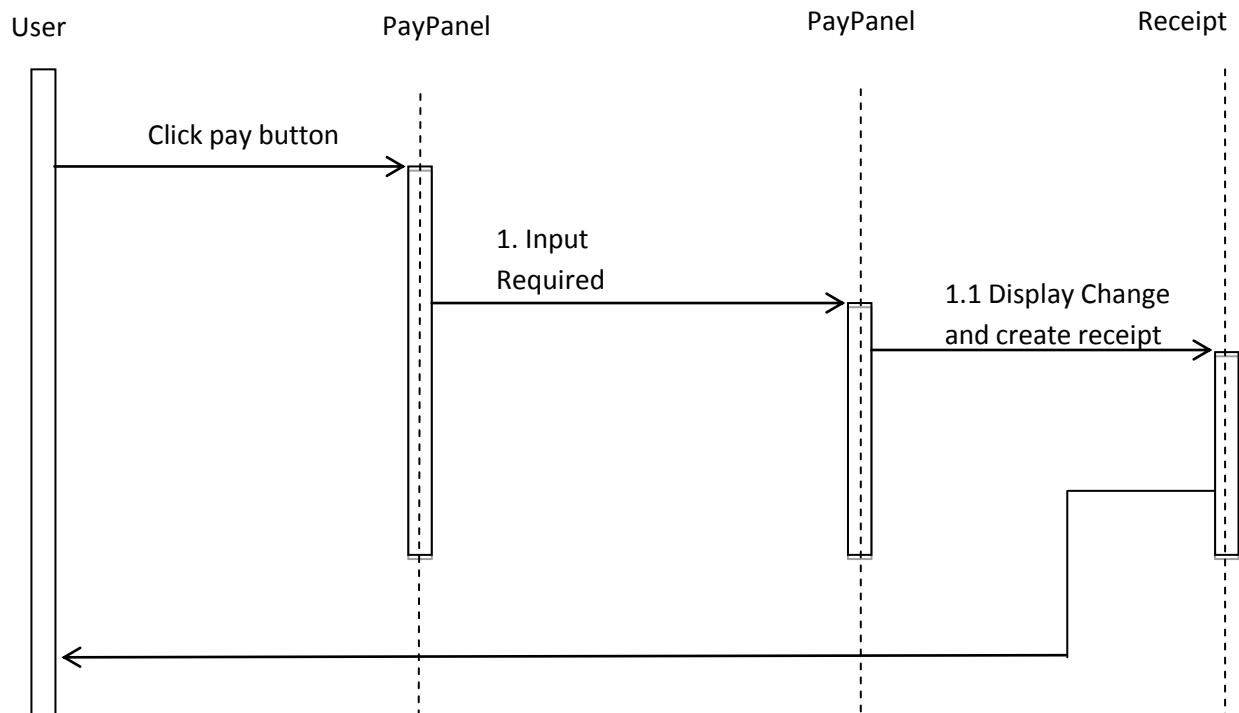 User
PayPanel
PayPanel
Receipt
Click pay button
1. Input
Required
1.1 Display Change
and create receipt